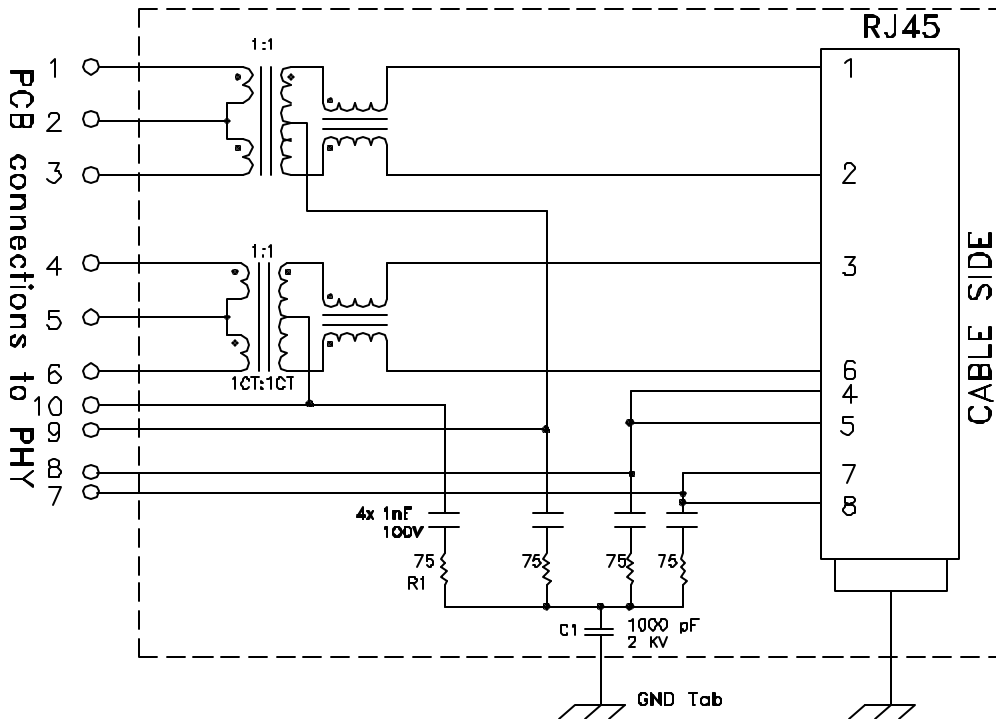 RJ45
1:1
1
2
3
PCB connections to PHY
1
2
1:1
4
5
6
1CT:1CT
10
9
8
7
3
6
4
5
7
8
CABLE SIDE
4x 1nF
100V
75
R1
75
75
75
C1
1000 pF
2 KV
GND Tab